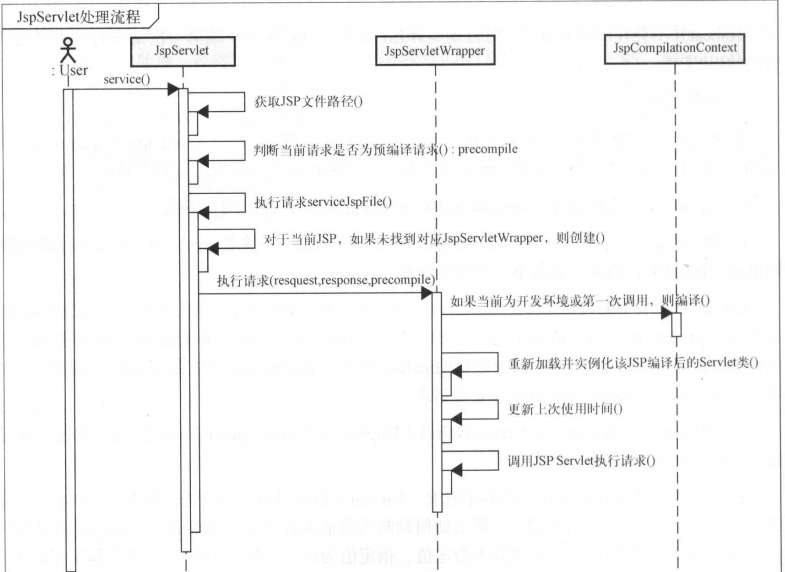 JspServlet处理流程
JspServlet
JspServletWrapper
JspCompilationContext
: User
service()
获取JSP文件路径()
判断当前请求是否为预编译请求() : precompile
执行请求serviceJspFile()
对于当前JSP，如果未找到对应JspServletWrapper，则创建()
执行请求(resquest,response,precompile)
如果当前为开发环境或第一次调用，则编译()
重新加载并实例化该JSP编译后的Servlet类()
更新上次使用时间()
调用JSP Servlet执行请求()